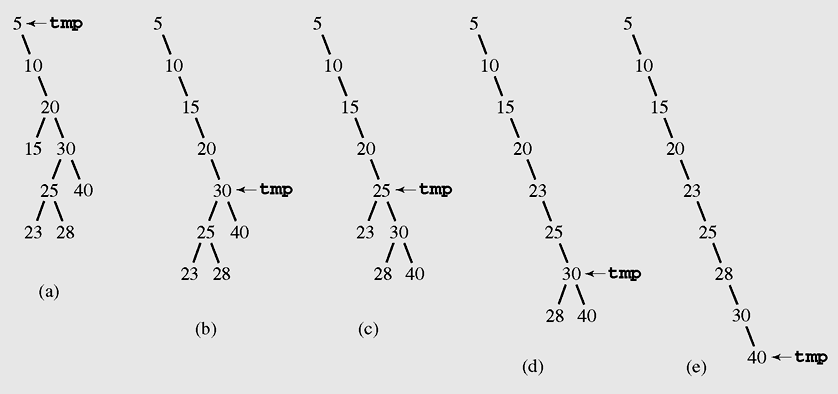 5 ← tmp 5 5 5 5
10 10 10 10 10
20 15 15 15 15
15 30 20 20 20 20
25 40 30 ← tmp 25 ← tmp 23 23
23 28 25 40 23 30 25 25
23 28 28 40 30 ← tmp 28
(a)
28 40 30
(b) (c)
40 ← tmp
(d) (e)